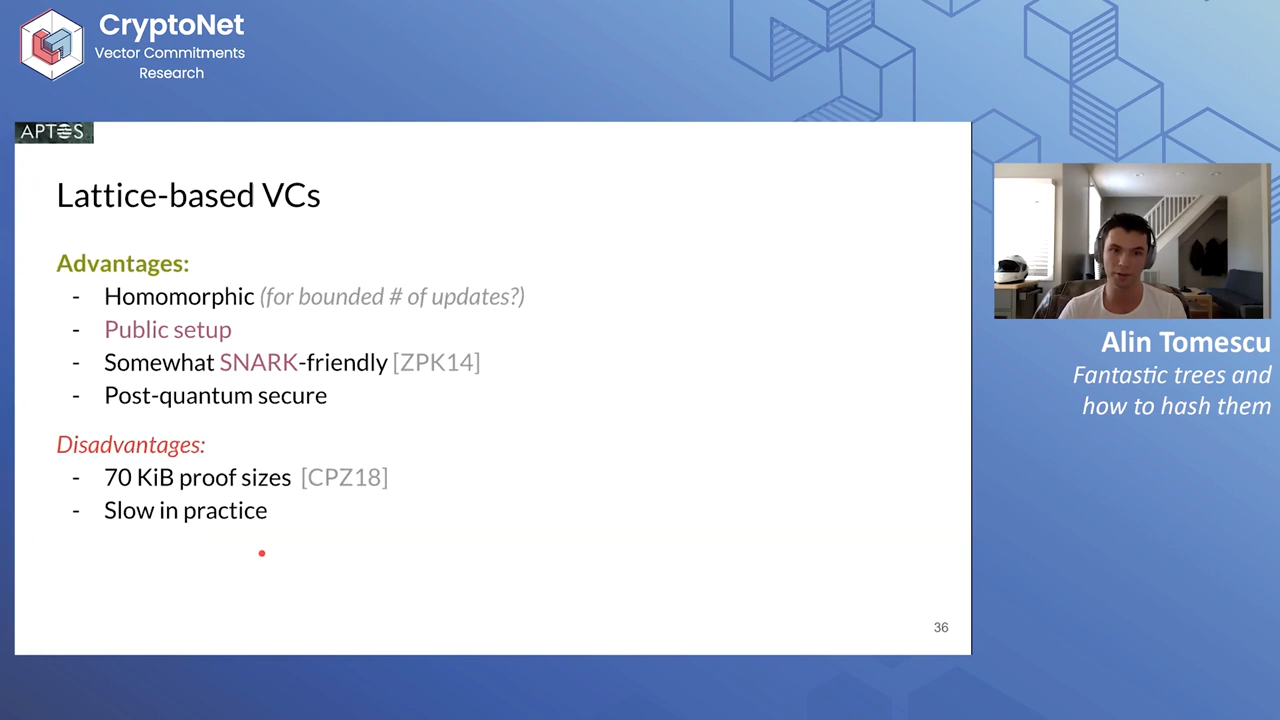 CryptoNet
Vector Commitments
Research
APTOS
Lattice-based VCs
Advantages:
- Homomorphic (for bounded # of updates?)
- Public setup
- Somewhat SNARK-friendly [ZPK14]
- Post-quantum secure
Disadvantages:
- 70 KiB proof sizes [CPZ18]
- Slow in practice
36
Alin Tomescu
Fantastic trees and
how to hash them